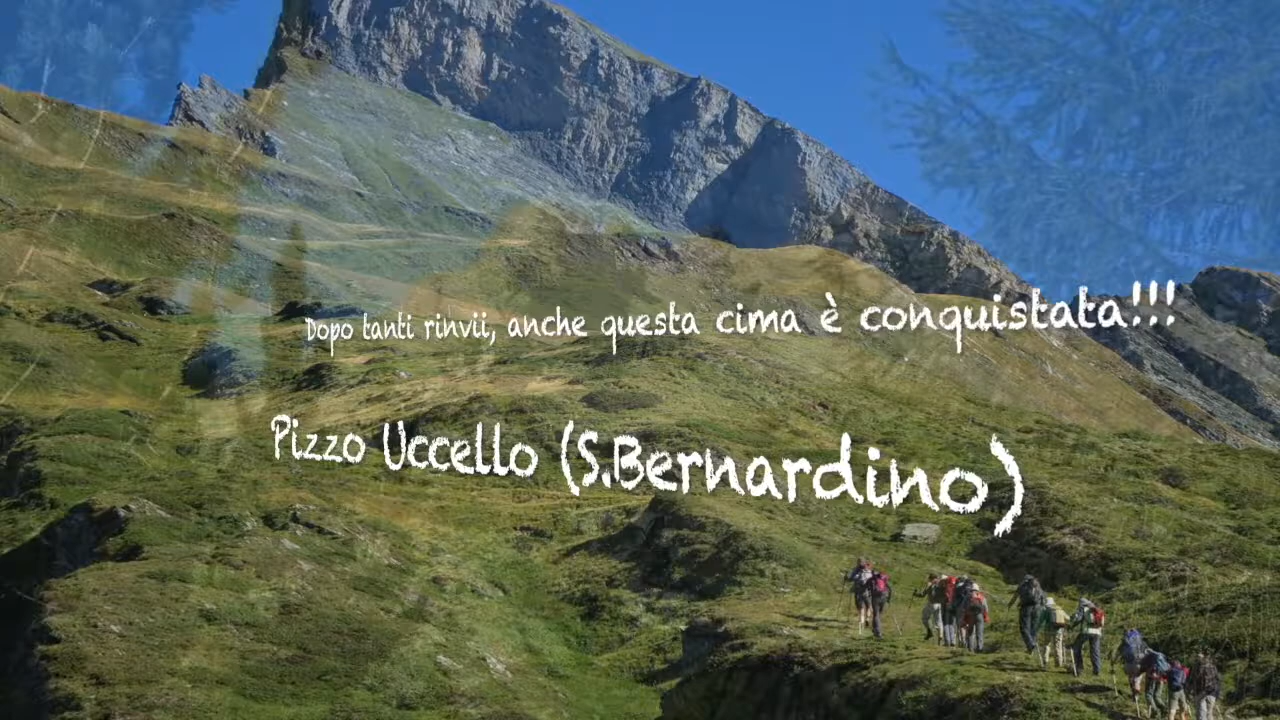 Dopo tanti rinvii, anche questa cima è conquistata!!!
Pizzo Uccello (S.Bernardino)